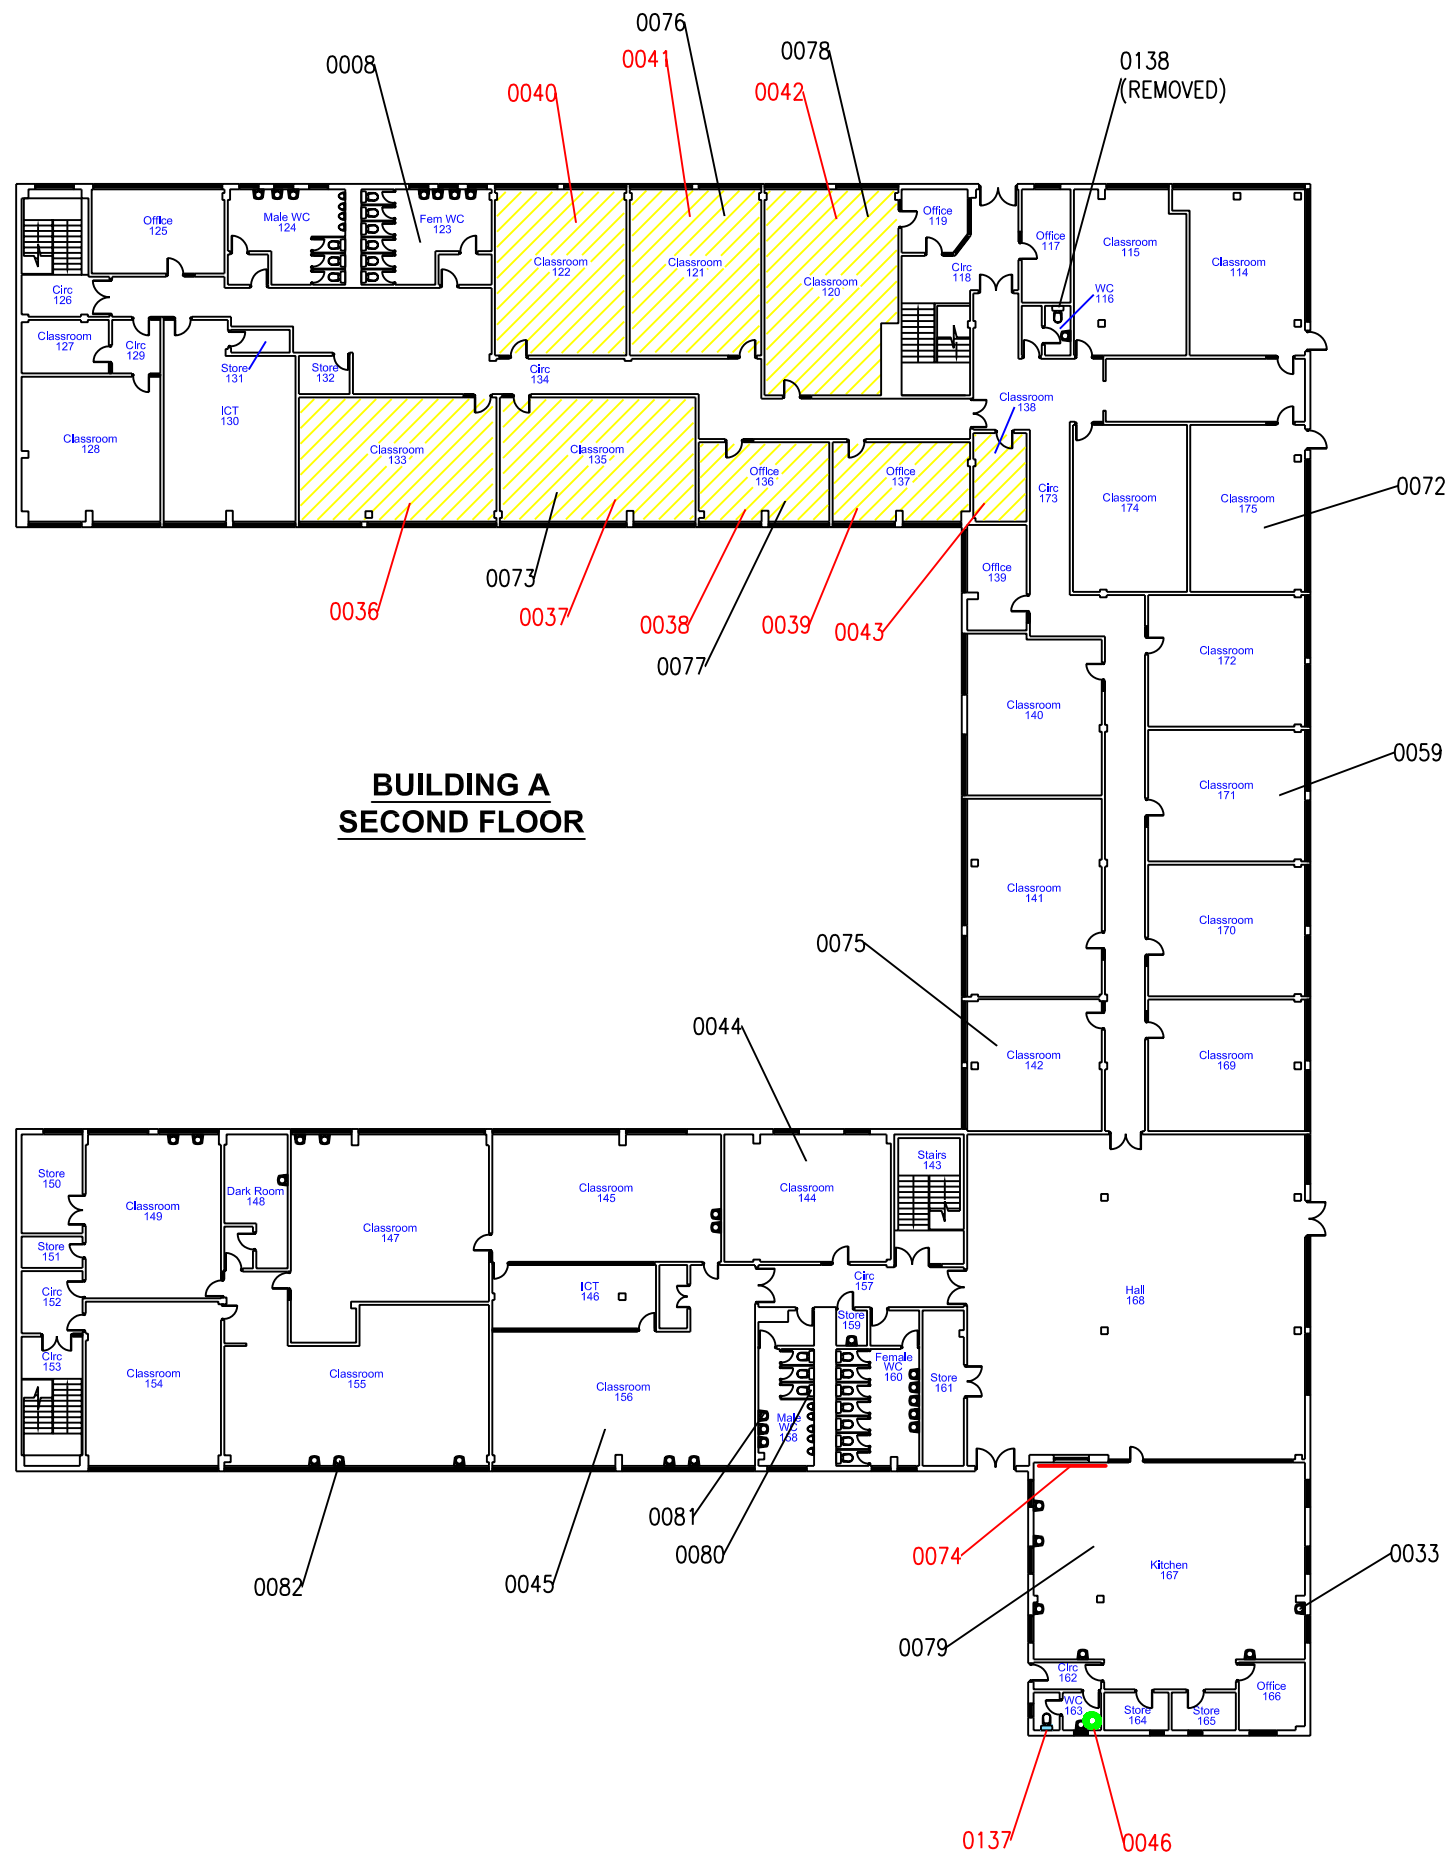 0076
0041
0078
0138
(REMOVED)
0008
0040
0042
Office
125
Male WC
124
Fem WC
123
Classroom
122
Classroom
121
Classroom
120
Office
119
Circ
118
Office
117
Classroom
115
Classroom
114
WC
116
Circ
126
Classroom
127
Circ
129
Store
131
Store
132
Circ
134
Classroom
138
ICT
130
Classroom
128
Classroom
133
Classroom
135
Office
136
Office
137
Circ
173
Classroom
174
Classroom
175
0072
0073
0036
0037
0038
0039
0043
0077
Office
139
Classroom
172
Classroom
140
BUILDING A
SECOND FLOOR
Classroom
171
0059
Classroom
141
Classroom
170
0075
0044
Classroom
142
Classroom
169
Store
150
Classroom
149
Dark Room
148
Classroom
147
Classroom
145
Classroom
144
Stairs
143
Store
151
Circ
152
Circ
153
ICT
146
Circ
157
Hall
168
Store
159
Classroom
154
Classroom
155
Classroom
156
Female
WC
160
Store
161
Male
WC
158
0081
0080
0082
0045
0074
Kitchen
167
0033
0079
Circ
162
WC
163
Store
164
Store
165
Office
166
0137
0046